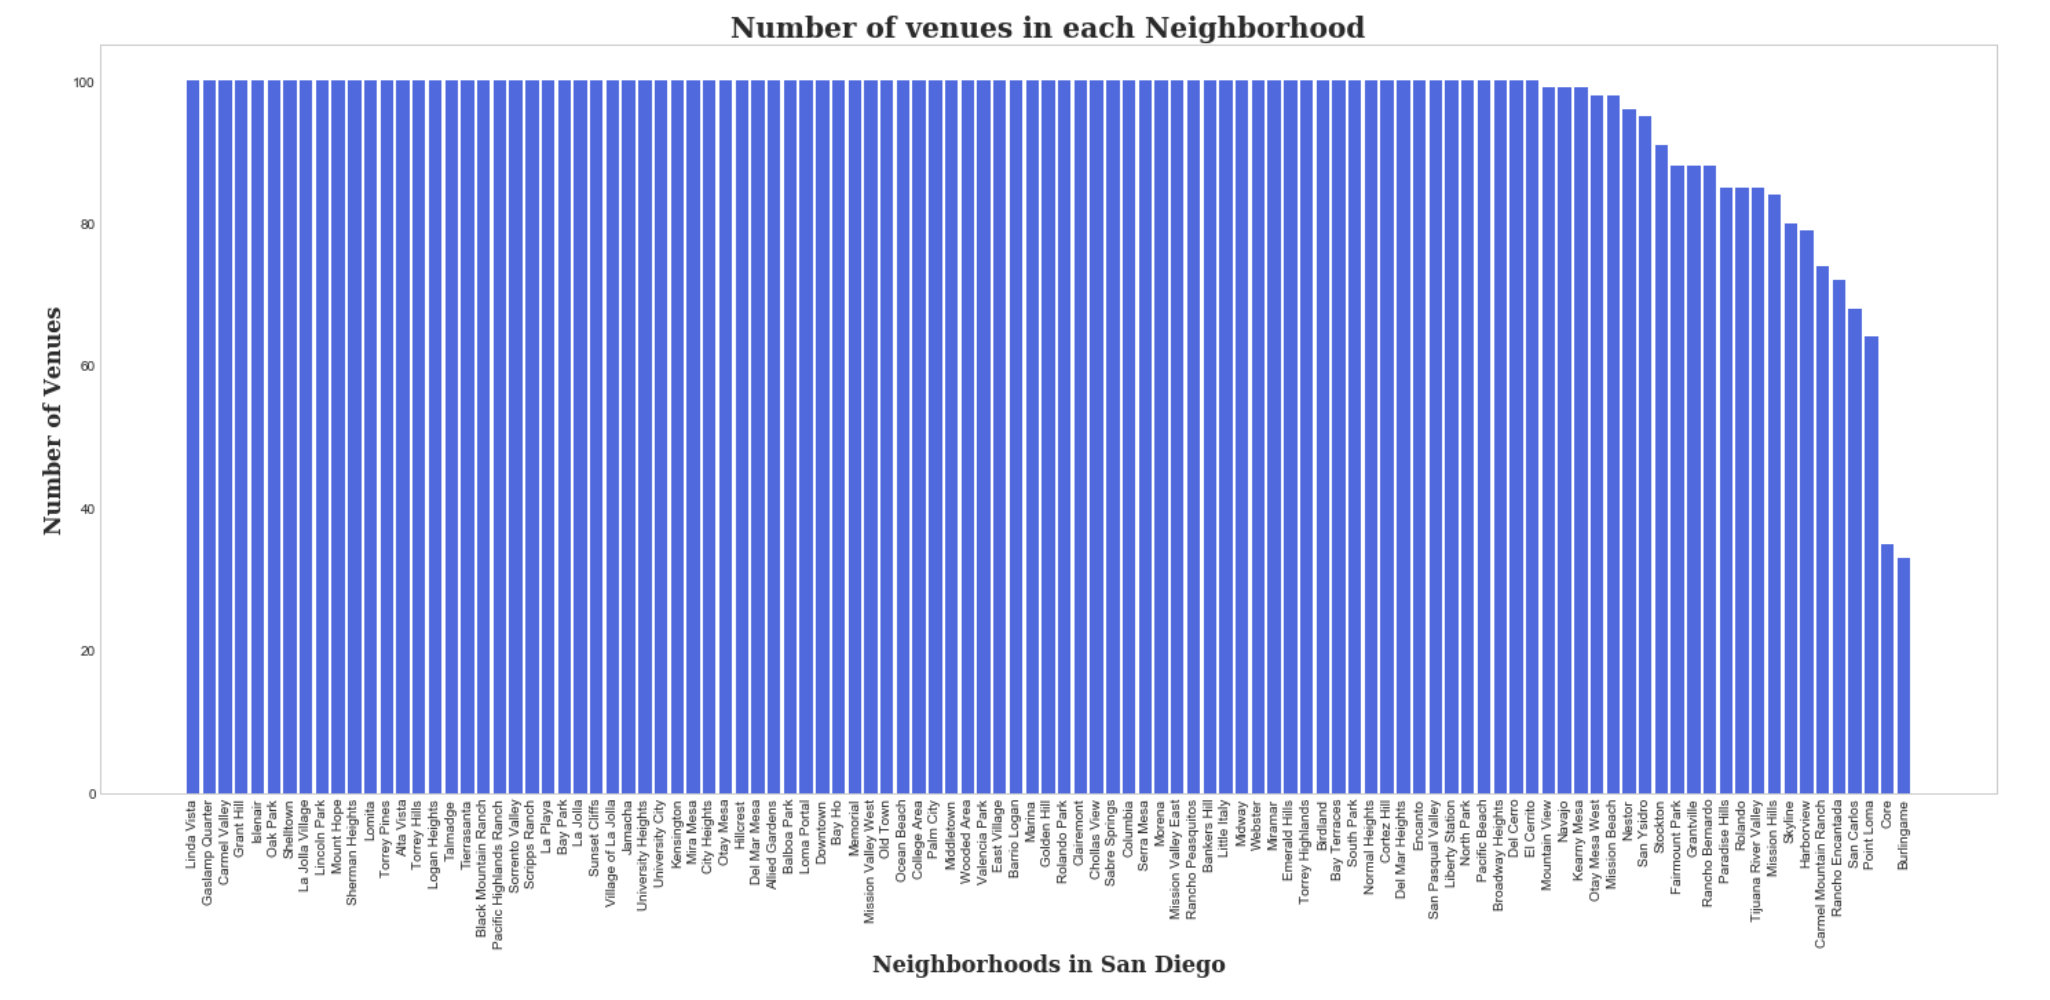 Number of venues in each Neighborhood
Number of Venues
100
80
60
40
20
0
Linda Vista
Gaslamp Quarter
Carmel Valley
Grant Hill
Islenair
Oak Park
Shelltown
La Jolla Village
Lincoln Park
Mount Hope
Sherman Heights
Lomita
Torrey Pines
Alta Vista
Torrey Hills
Logan Heights
Talmadge
Tierrasanta
Black Mountain Ranch
Pacific Highlands Ranch
Sorrento Valley
Scripps Ranch
La Playa
Bay Park
La Jolla
Sunset Cliffs
Village of La Jolla
Jamacha
University Heights
University City
Kensington
Mira Mesa
City Heights
Otay Mesa
Hillcrest
Del Mar Mesa
Allied Gardens
Balboa Park
Loma Portal
Downtown
Bay Ho
Memorial
Mission Valley West
Old Town
Ocean Beach
College Area
Palm City
Middletown
Wooded Area
Valencia Park
East Village
Barrio Logan
Marina
Golden Hill
Rolando Park
Clairemont
Chollas View
Sabre Springs
Columbia
Serra Mesa
Morena
Mission Valley East
Rancho Peasquitos
Bankers Hill
Little Italy
Midway
Webster
Miramar
Emerald Hills
Torrey Highlands
Birdland
Bay Terraces
South Park
Normal Heights
Cortez Hill
Del Mar Heights
Encanto
San Pasqual Valley
Liberty Station
North Park
Pacific Beach
Broadway Heights
Del Cerro
El Cerrito
Mountain View
Navajo
Kearny Mesa
Otay Mesa West
Mission Beach
Nestor
San Ysidro
Stockton
Fairmount Park
Grantville
Rancho Bernardo
Paradise Hills
Rolando
Tijuana River Valley
Mission Hills
Skyline
Harborview
Carmel Mountain Ranch
Rancho Encantada
San Carlos
Point Loma
Core
Burlingame
Neighborhoods in San Diego